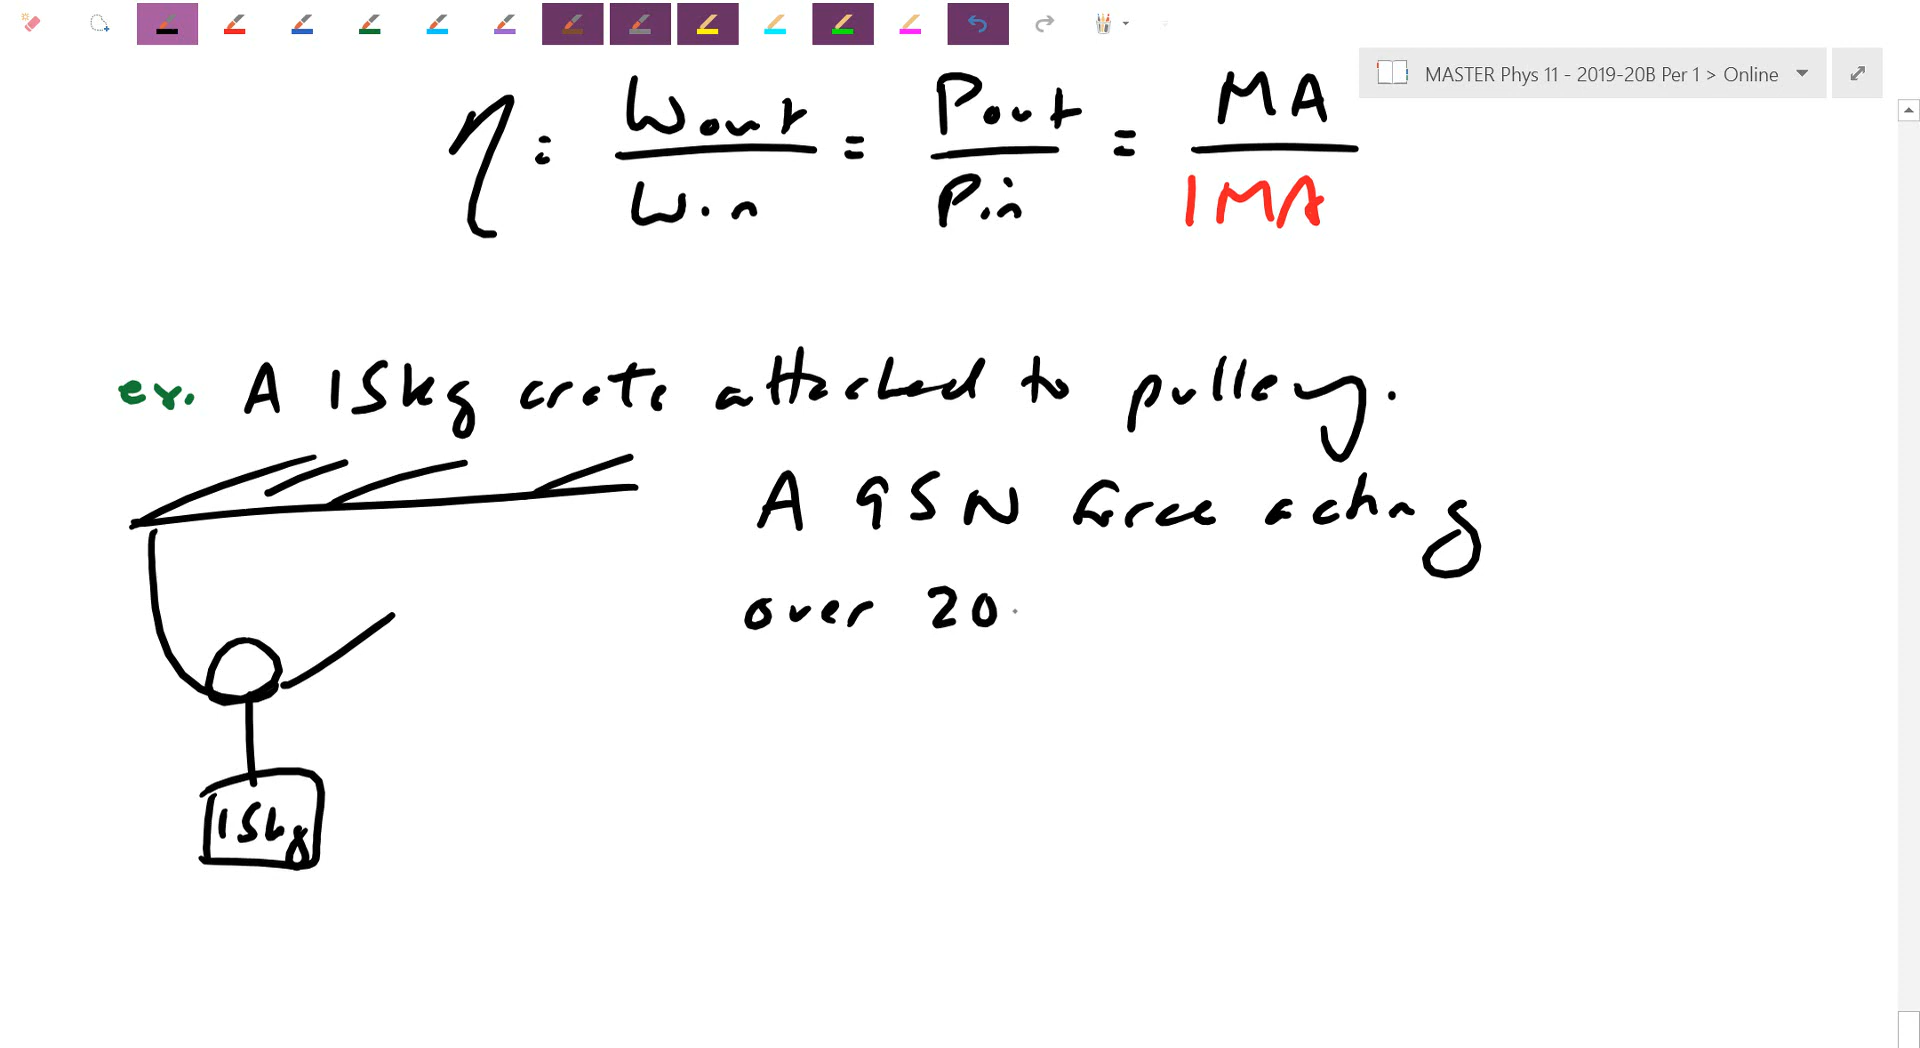 MASTER Phys 11 - 2019-20B Per 1 > Online
η = Wout / Win = Pout / Pin = MA / IMA
ex. A 15kg crate attached to pulley.
A 95N force acting
over 20
15kg